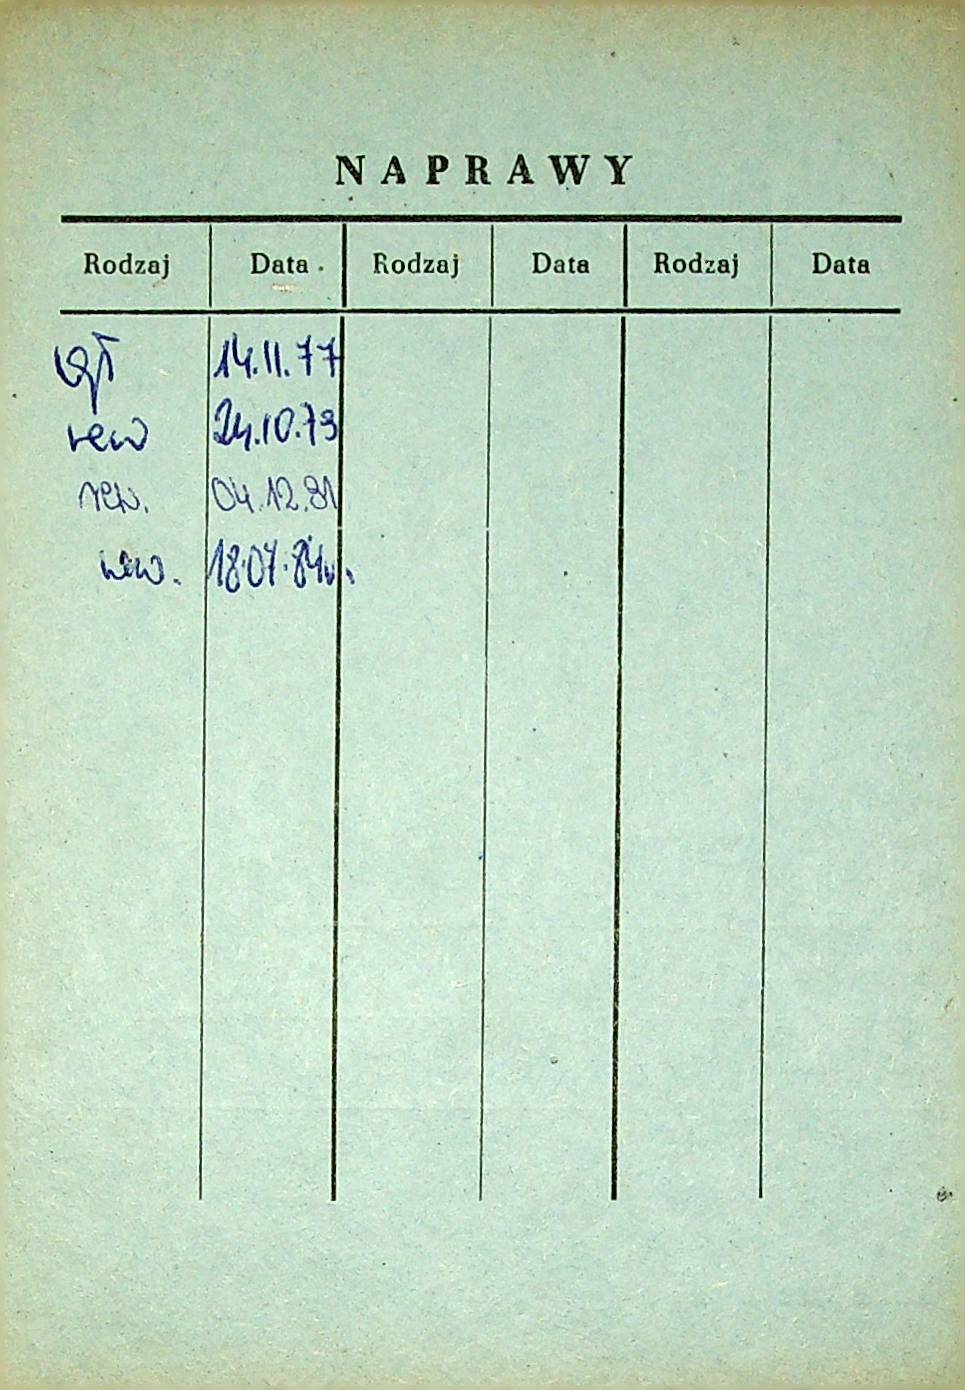 NAPRAWY
Rodzaj Data Rodzaj Data Rodzaj Data
14.11.77
rew 24.10.79
rew. 04.12.81
rew. 18.07.84r.